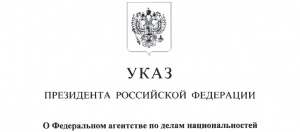 УКАЗ
ПРЕЗИДЕНТА РОССИЙСКОЙ ФЕДЕРАЦИИ
О Федеральном агентстве по делам национальностей